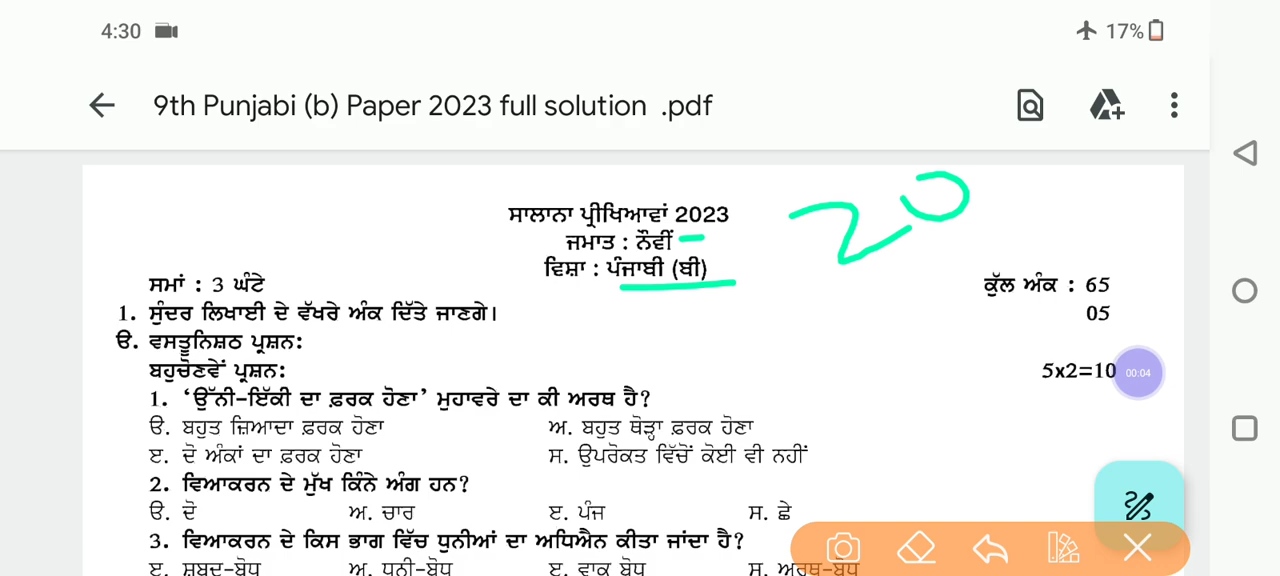 4:30
17%
9th Punjabi (b) Paper 2023 full solution .pdf
20
ਸਾਲਾਨਾ ਪ੍ਰੀਖਿਆਵਾਂ 2023
ਜਮਾਤ : ਨੌਵੀਂ
ਵਿਸ਼ਾ : ਪੰਜਾਬੀ (ਬੀ)
ਸਮਾਂ : 3 ਘੰਟੇ ਕੁੱਲ ਅੰਕ : 65
1. ਸੁੰਦਰ ਲਿਖਾਈ ਦੇ ਵੱਖਰੇ ਅੰਕ ਦਿੱਤੇ ਜਾਣਗੇ। 05
ੳ. ਵਸਤੂਨਿਸ਼ਠ ਪ੍ਰਸ਼ਨ:
ਬਹੁਚੋਣਵੇਂ ਪ੍ਰਸ਼ਨ: 5x2=10 00:04
1. ‘ਉੱਨੀ-ਇੱਕੀ ਦਾ ਫ਼ਰਕ ਹੋਣਾ’ ਮੁਹਾਵਰੇ ਦਾ ਕੀ ਅਰਥ ਹੈ?
ੳ. ਬਹੁਤ ਜ਼ਿਆਦਾ ਫ਼ਰਕ ਹੋਣਾ ਅ. ਬਹੁਤ ਥੋੜ੍ਹਾ ਫ਼ਰਕ ਹੋਣਾ
ੲ. ਦੋ ਅੰਕਾਂ ਦਾ ਫ਼ਰਕ ਹੋਣਾ ਸ. ਉਪਰੋਕਤ ਵਿੱਚੋਂ ਕੋਈ ਵੀ ਨਹੀਂ
2. ਵਿਆਕਰਨ ਦੇ ਮੁੱਖ ਕਿੰਨੇ ਅੰਗ ਹਨ?
ੳ. ਦੋ ਅ. ਚਾਰ ੲ. ਪੰਜ ਸ. ਛੇ
3. ਵਿਆਕਰਨ ਦੇ ਕਿਸ ਭਾਗ ਵਿੱਚ ਧੁਨੀਆਂ ਦਾ ਅਧਿਐਨ ਕੀਤਾ ਜਾਂਦਾ ਹੈ?
ੲ. ਸ਼ਬਦ-ਬੋਧ ਅ. ਧੁਨੀ-ਬੋਧ ੲ. ਵਾਕ ਬੋਧ ਸ. ਅਰਥ-ਬੋਧ